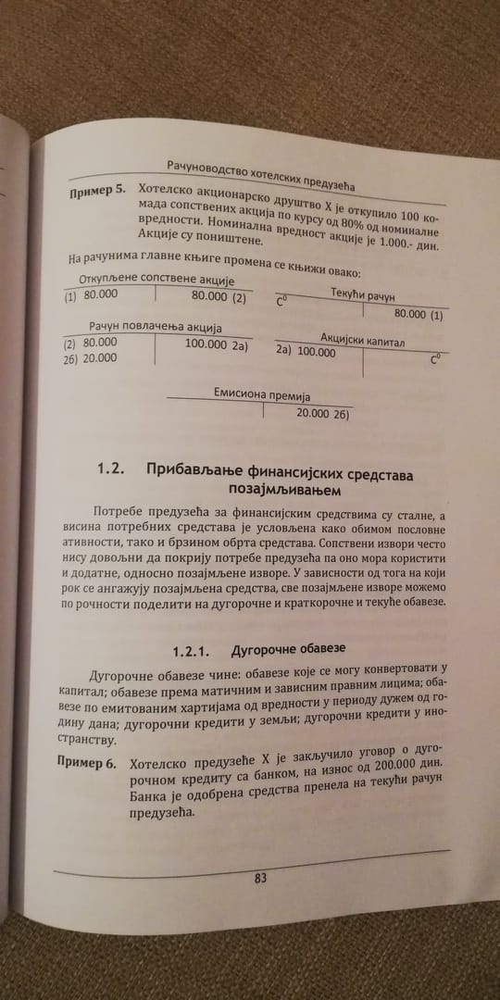 Рачуноводство хотелских предузећа
Пример 5. Хотелско акционарско друштво X је откупило 100 ко-
мада сопствених акција по курсу од 80% од номиналне
вредности. Номинална вредност акције је 1.000.- дин.
Акције су поништене.
На рачунима главне књиге промена се књижи овако:
Откупљене сопствене акције
(1) 80.000 80.000 (2)
Текући рачун
С⁰
80.000 (1)
Рачун повлачења акција
(2) 80.000 100.000 2а)
2б) 20.000
Акцијски капитал
2а) 100.000 С⁰
Емисиона премија
20.000 2б)
1.2. Прибављање финансијских средстава
позајмљивањем
Потребе предузећа за финансијским средствима су сталне, а
висина потребних средстава је условљена како обимом пословне
ативности, тако и брзином обрта средстава. Сопствени извори често
нису довољни да покрију потребе предузећа па оно мора користити
и додатне, односно позајмљене изворе. У зависности од тога на који
рок се ангажују позајмљена средства, све позајмљене изворе можемо
по рочности поделити на дугорочне и краткорочне и текуће обавезе.
1.2.1. Дугорочне обавезе
Дугорочне обавезе чине: обавезе које се могу конвертовати у
капитал; обавезе према матичним и зависним правним лицима; оба-
везе по емитованим хартијама од вредности у периоду дужем од го-
дину дана; дугорочни кредити у земљи; дугорочни кредити у ино-
странству.
Пример 6. Хотелско предузеће X је закључило уговор о дуго-
рочном кредиту са банком, на износ од 200.000 дин.
Банка је одобрена средства пренела на текући рачун
предузећа.
83